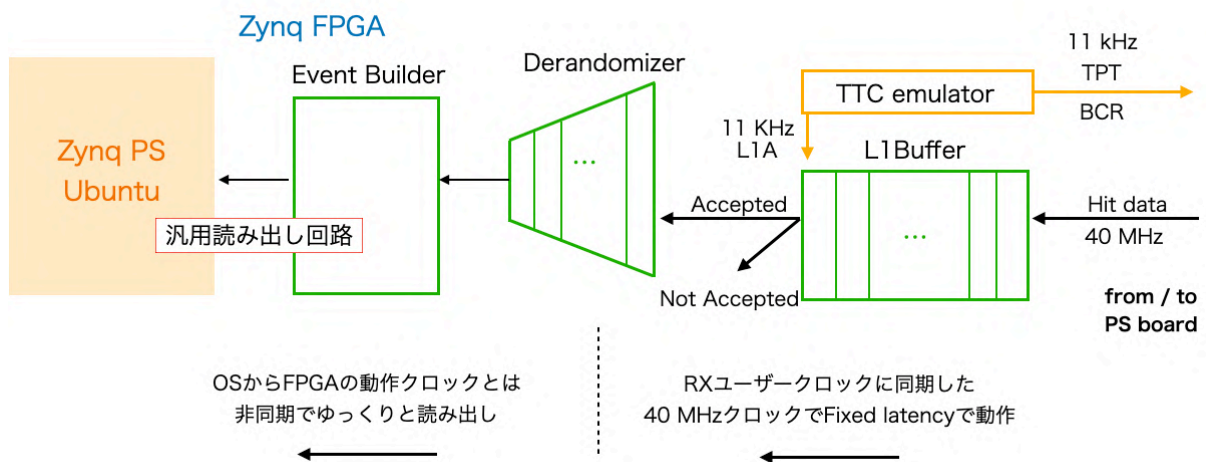 Zynq FPGA
Event Builder
Derandomizer
11 kHz
TPT
BCR
TTC emulator
11 KHz
L1A
L1Buffer
Zynq PS
Ubuntu
汎用読み出し回路
...
Accepted
Not Accepted
...
Hit data
40 MHz
from / to
PS board
OSからFPGAの動作クロックとは
非同期でゆっくりと読み出し
RXユーザークロックに同期した
40 MHzクロックでFixed latencyで動作